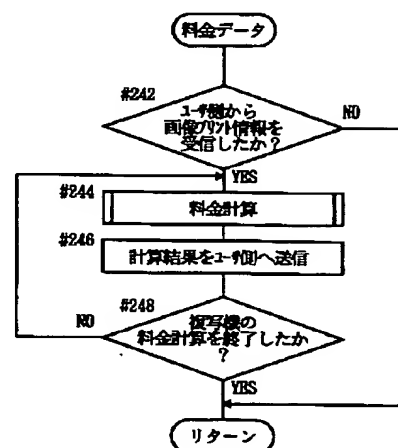 料金データ
#242
ユーザ側から
画像プリント情報を
受信したか?
NO
YES
#244
料金計算
#246
計算結果をユーザ側へ送信
#248
複写機の
料金計算を終了したか
?
NO
YES
リターン